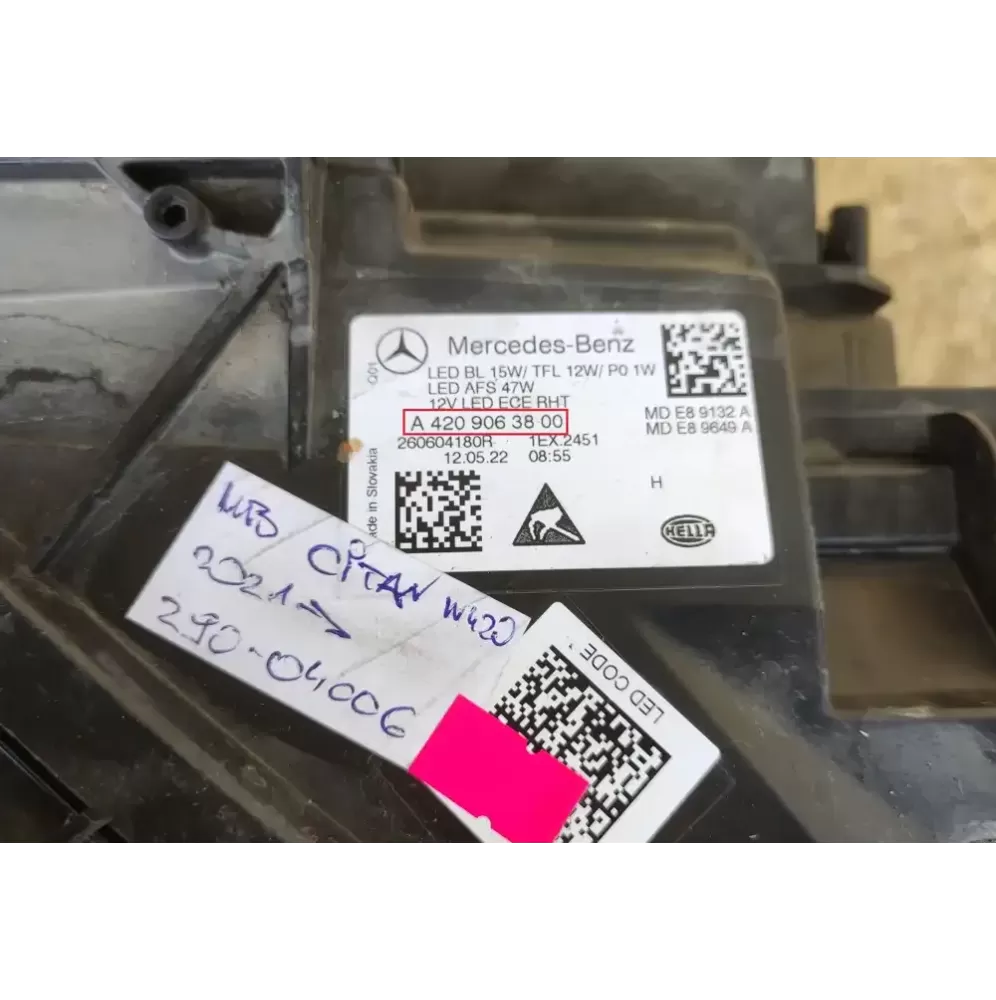 Mercedes-Benz
LED BL 15W/ TFL 12W/ P0 1W
LED AFS 47W
12V LED ECE RHT
A 420 906 38 00
260604180R 1EX.2451
12.05.22 08:55
MD E8 9132 A
MD E8 9649 A
H
HELLA
Q01
ade in Slovakia
MB CITAN W420
2021->
290-04006
LED CODE